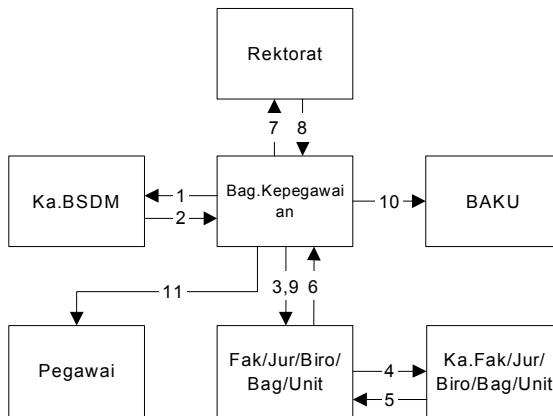 Rektorat
7 8
Ka.BSDM
1
2
Bag.Kepegawai
an
10
BAKU
11
3,9 6
Pegawai
Fak/Jur/Biro/
Bag/Unit
4
5
Ka.Fak/Jur/
Biro/Bag/Unit